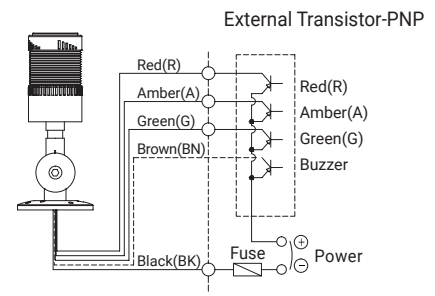 External Transistor-PNP
Red(R)
Red(R)
Amber(A)
Amber(A)
Green(G)
Green(G)
Brown(BN)
Buzzer
Black(BK)
Fuse
+
Power
−